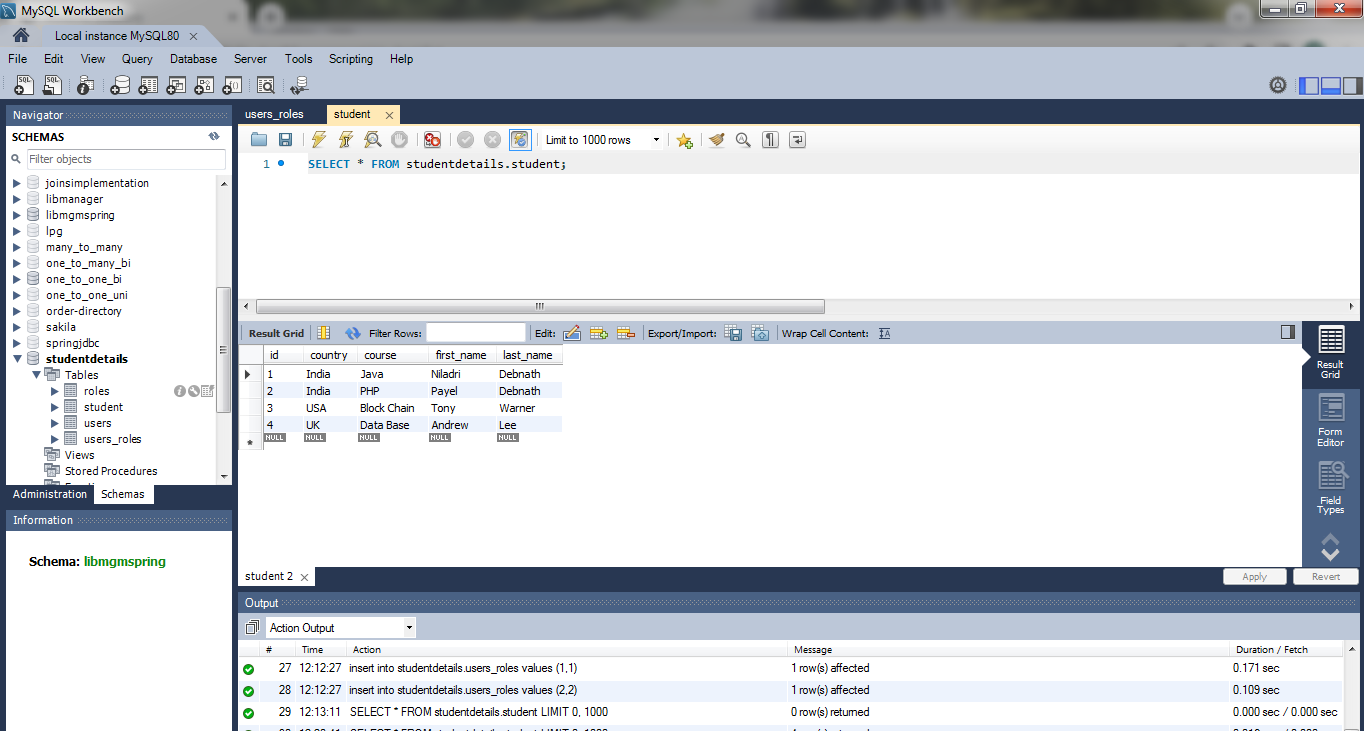 MySQL Workbench
Local instance MySQL80
File Edit View Query Database Server Tools Scripting Help
Navigator
SCHEMAS
Filter objects
joinsimplementation
libmanager
libmgmspring
lpg
many_to_many
one_to_many_bi
one_to_one_bi
one_to_one_uni
order-directory
sakila
springjdbc
studentdetails
Tables
roles
student
users
users_roles
Views
Stored Procedures
Administration Schemas
Information
Schema: libmgmspring
users_roles student
Limit to 1000 rows
1 SELECT * FROM studentdetails.student;
Result Grid Filter Rows: Edit: Export/Import: Wrap Cell Content:
id country course first_name last_name
1 India Java Niladri Debnath
2 India PHP Payel Debnath
3 USA Block Chain Tony Warner
4 UK Data Base Andrew Lee
NULL NULL NULL NULL NULL
Result
Grid
Form
Editor
Field
Types
student 2
Apply Revert
Output
Action Output
# Time Action Message Duration / Fetch
27 12:12:27 insert into studentdetails.users_roles values (1,1) 1 row(s) affected 0.171 sec
28 12:12:27 insert into studentdetails.users_roles values (2,2) 1 row(s) affected 0.109 sec
29 12:13:11 SELECT * FROM studentdetails.student LIMIT 0, 1000 0 row(s) returned 0.000 sec / 0.000 sec